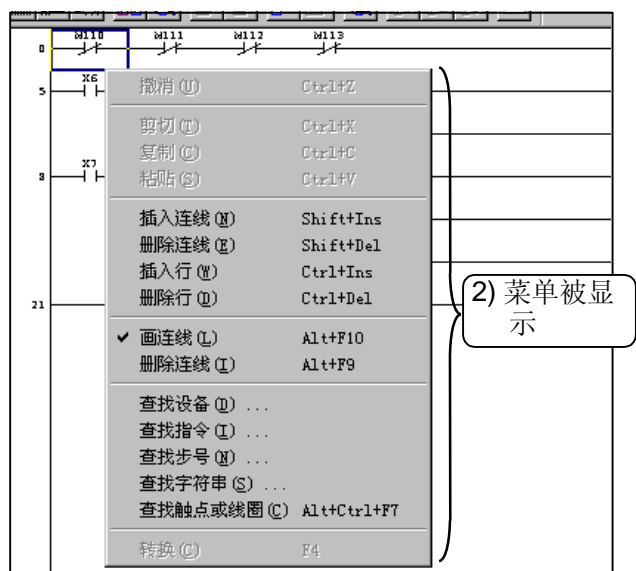 M110 M111 M112 M113
0
X6
5
X7
8
21
撤消(U) Ctrl+Z
剪切(T) Ctrl+X
复制(C) Ctrl+C
粘贴(S) Ctrl+V
插入连线(N) Shift+Ins
删除连线(E) Shift+Del
插入行(W) Ctrl+Ins
删除行(D) Ctrl+Del
✔ 画连线(L) Alt+F10
删除连线(I) Alt+F9
查找设备(D) ...
查找指令(I) ...
查找步号(N) ...
查找字符串(S) ...
查找触点或线圈(C) Alt+Ctrl+F7
转换(C) F4
2) 菜单被显
示